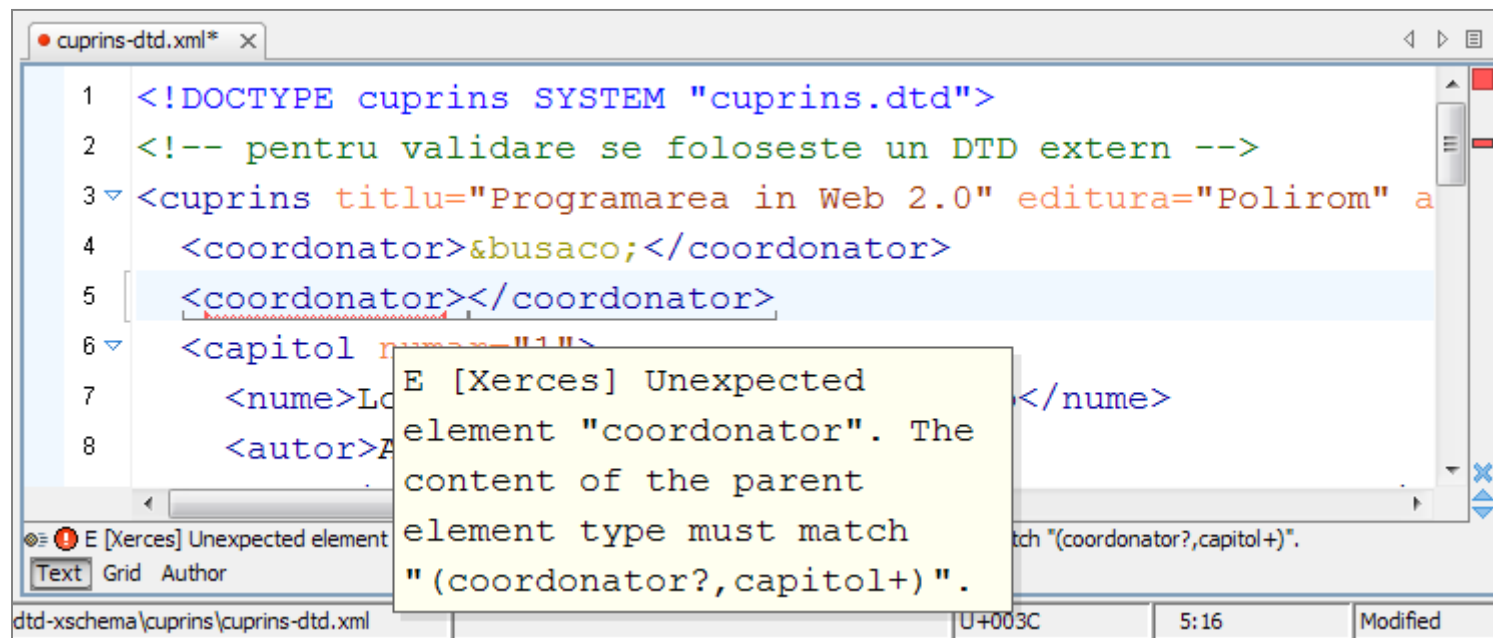 cuprins-dtd.xml*
1 <!DOCTYPE cuprins SYSTEM "cuprins.dtd">
2 <!-- pentru validare se foloseste un DTD extern -->
3 <cuprins titlu="Programarea in Web 2.0" editura="Polirom" a
4 <coordonator>&busaco;</coordonator>
5 <coordonator></coordonator>
6 <capitol numar="1">
7 <nume>Lo </nume>
8 <autor>A
E [Xerces] Unexpected
element "coordonator". The
content of the parent
element type must match
"(coordonator?,capitol+)".
E [Xerces] Unexpected element tch "(coordonator?,capitol+)".
Text Grid Author
dtd-xschema\cuprins\cuprins-dtd.xml U+003C 5:16 Modified